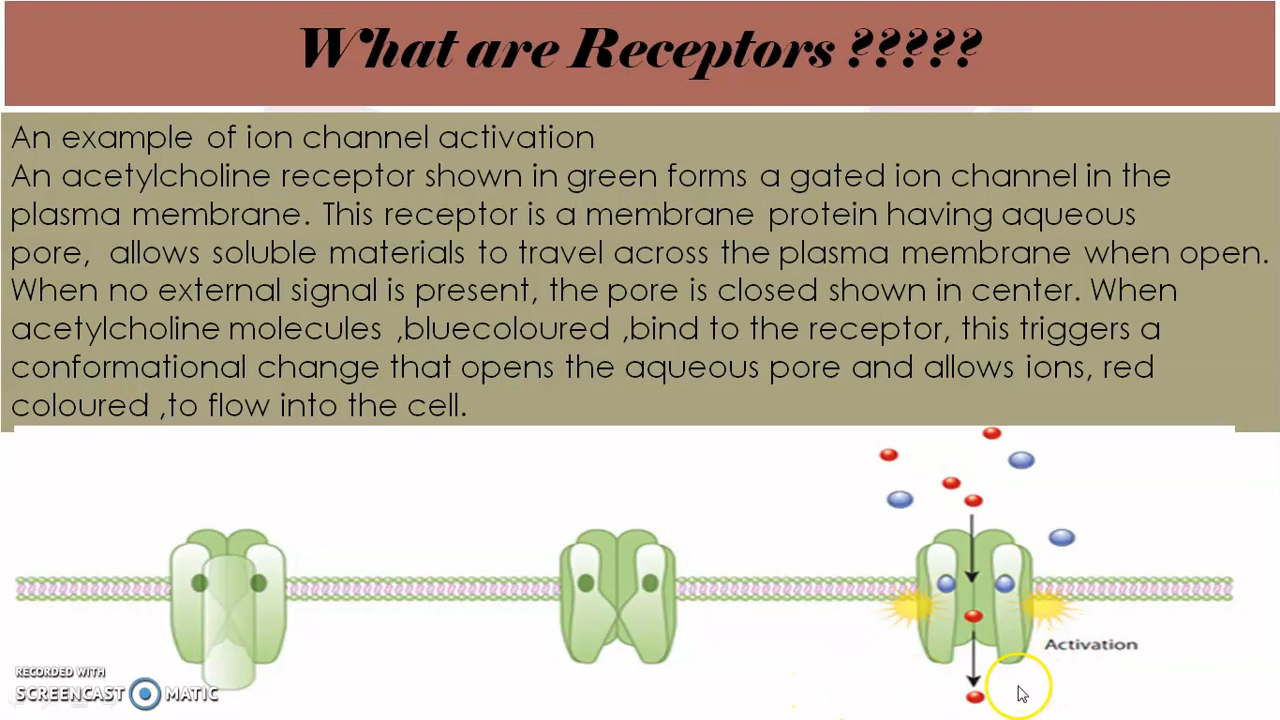 What are Receptors ?????
An example of ion channel activation
An acetylcholine receptor shown in green forms a gated ion channel in the
plasma membrane. This receptor is a membrane protein having aqueous
pore, allows soluble materials to travel across the plasma membrane when open.
When no external signal is present, the pore is closed shown in center. When
acetylcholine molecules ,bluecoloured ,bind to the receptor, this triggers a
conformational change that opens the aqueous pore and allows ions, red
coloured ,to flow into the cell.
Activation
RECORDED WITH
SCREENCAST MATIC